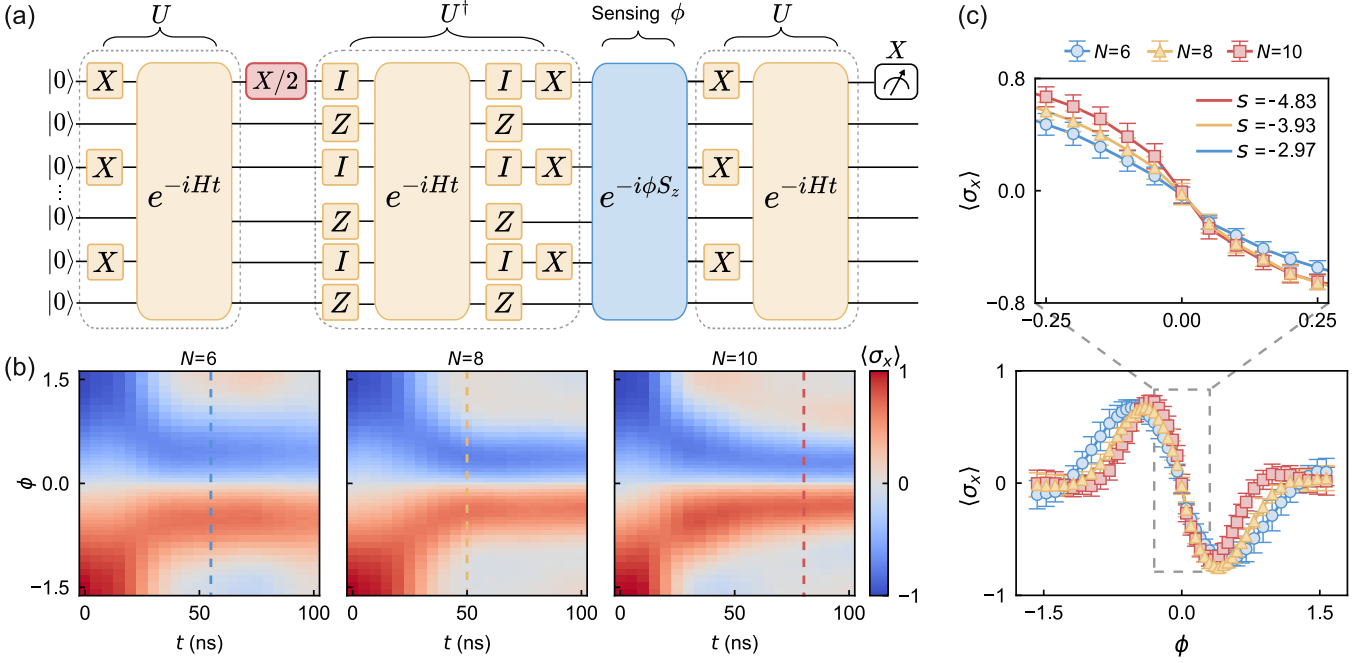 (a)
U
U†
Sensing ϕ
U
X
|0⟩ X X/2 I I X X
|0⟩ Z Z
|0⟩ X I I X X
⋮
e^{-iHt} e^{-iHt} e^{-iϕS_z} e^{-iHt}
|0⟩ Z Z
|0⟩ X I I X X
|0⟩ Z Z
(b)
N=6
N=8
N=10
⟨σ_x⟩
1
0
−1
ϕ
1.5
0.0
−1.5
0 50 100
0 50 100
0 50 100
t (ns)
t (ns)
t (ns)
(c)
N=6 N=8 N=10
⟨σ_x⟩
0.8
0.0
−0.8
s = −4.83
s = −3.93
s = −2.97
−0.25 0.00 0.25
⟨σ_x⟩
1
0
−1
−1.5 0.0 1.5
ϕ